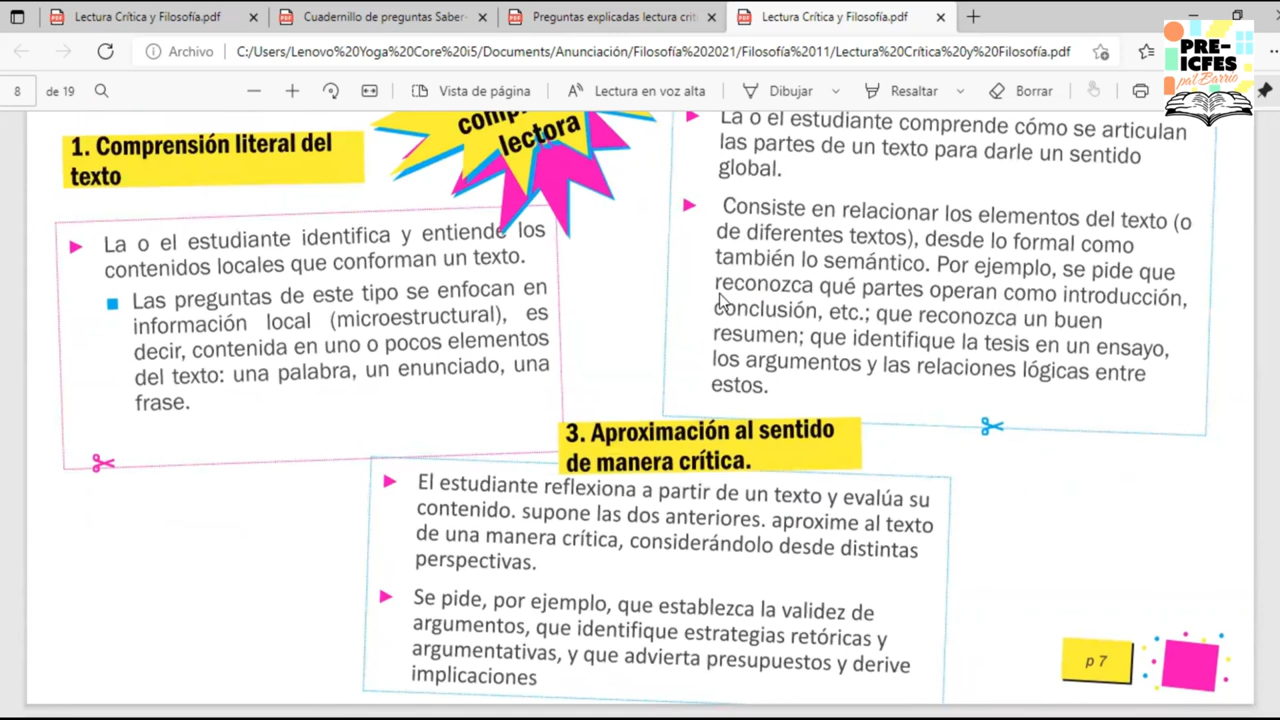 Lectura Crítica y Filosofía.pdf
Cuadernillo de preguntas Saber-
Preguntas explicadas lectura crit
Lectura Crítica y Filosofía.pdf
Archivo
C:/Users/Lenovo%20Yoga%20Core%20i5/Documents/Anunciación/Filosofía%202021/Filosofía%2011/Lectura%20Crítica%20y%20Filosofía.pdf
8
de 19
Vista de página
Lectura en voz alta
Dibujar
Resaltar
Borrar
PRE-
ICFES
pa'l Barrio
lectora
1. Comprensión literal del
texto
La o el estudiante identifica y entiende los
contenidos locales que conforman un texto.
Las preguntas de este tipo se enfocan en
información local (microestructural), es
decir, contenida en uno o pocos elementos
del texto: una palabra, un enunciado, una
frase.
La o el estudiante comprende cómo se articulan
las partes de un texto para darle un sentido
global.
Consiste en relacionar los elementos del texto (o
de diferentes textos), desde lo formal como
también lo semántico. Por ejemplo, se pide que
reconozca qué partes operan como introducción,
conclusión, etc.; que reconozca un buen
resumen; que identifique la tesis en un ensayo,
los argumentos y las relaciones lógicas entre
estos.
3. Aproximación al sentido
de manera crítica.
El estudiante reflexiona a partir de un texto y evalúa su
contenido. supone las dos anteriores. aproxime al texto
de una manera crítica, considerándolo desde distintas
perspectivas.
Se pide, por ejemplo, que establezca la validez de
argumentos, que identifique estrategias retóricas y
argumentativas, y que advierta presupuestos y derive
implicaciones
p 7